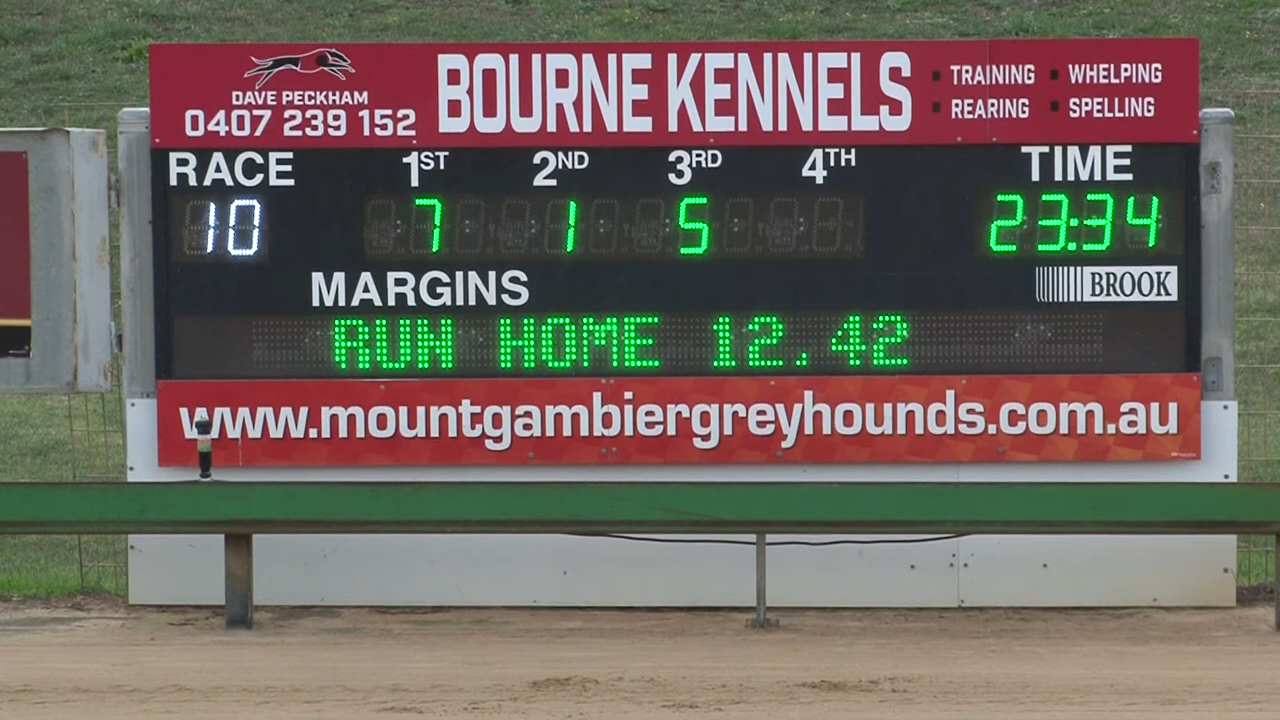 BOURNE KENNELS
DAVE PECKHAM
0407 239 152
TRAINING
WHELPING
REARING
SPELLING
RACE 1ST 2ND 3RD 4TH TIME
10 7 1 5 23:34
MARGINS
BROOK
RUN HOME 12.42
www.mountgambiergreyhounds.com.au